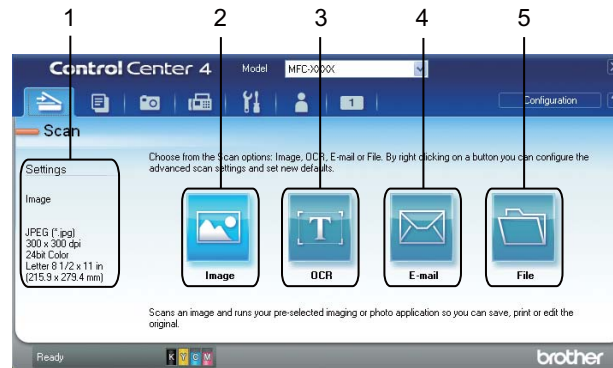 1 2 3 4 5
Control Center 4 Model MFC-XXXX
1 Configuration
Scan
Choose from the Scan options: Image, OCR, E-mail or File. By right clicking on a button you can configure the
advanced scan settings and set new defaults.
Settings
Image
JPEG (*.jpg)
300 x 300 dpi
24bit Color
Letter 8 1/2 x 11 in
(215.9 x 279.4 mm)
T
Image OCR E-mail File
Scans an image and runs your pre-selected imaging or photo application so you can save, print or edit the
original.
Ready K Y C M brother